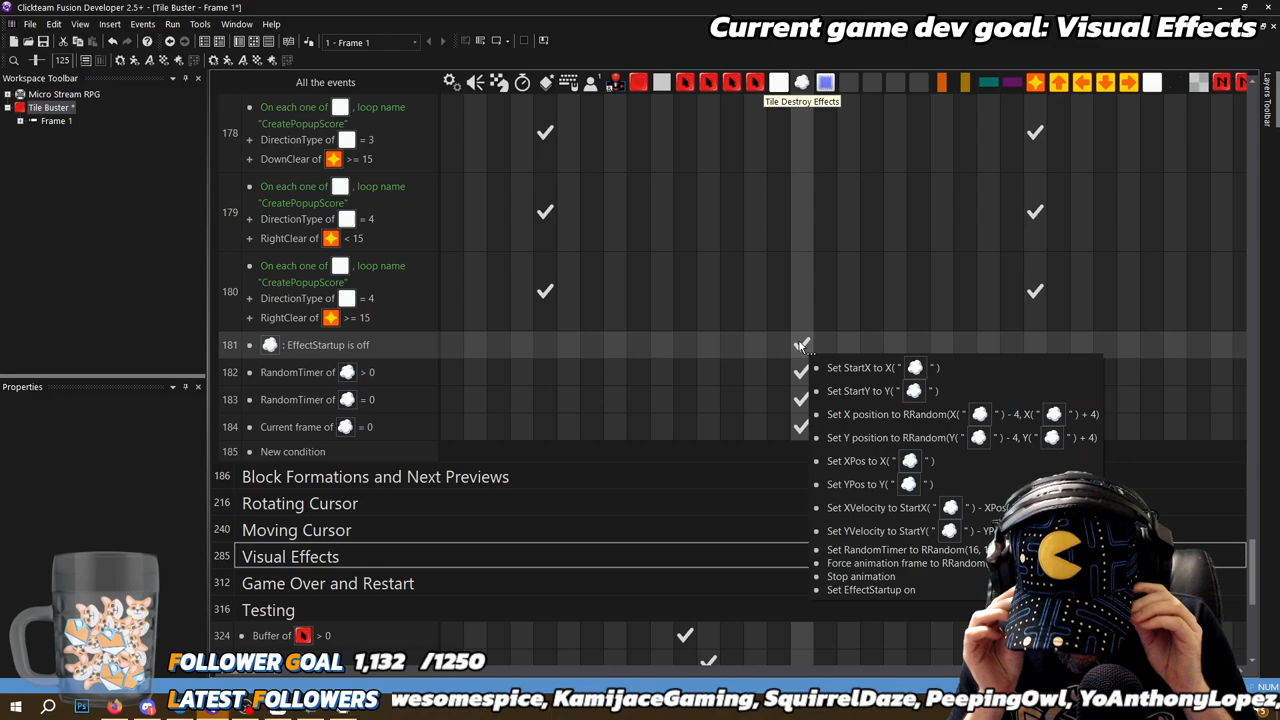 Clickteam Fusion Developer 2.5+ - [Tile Buster - Frame 1*]
Current game dev goal: Visual Effects
File Edit View Insert Events Run Tools Window Help
1 - Frame 1
123
Workspace Toolbar
All the events
Layers Toolbar
Micro Stream RPG
Tile Buster *
Frame 1
Tile Destroy Effects
On each one of , loop name
"CreatePopupScore"
178 + DirectionType of = 3
+ DownClear of >= 15
On each one of , loop name
"CreatePopupScore"
179 + DirectionType of = 4
+ RightClear of < 15
On each one of , loop name
"CreatePopupScore"
180 + DirectionType of = 4
+ RightClear of >= 15
181 : EffectStartup is off
182 RandomTimer of > 0
183 RandomTimer of = 0
184 Current frame of = 0
185 New condition
Set StartX to X( " " )
Set StartY to Y( " " )
Set X position to RRandom(X( " " ) - 4, X( " " ) + 4)
Set Y position to RRandom(Y( " " ) - 4, Y( " " ) + 4)
Set XPos to X( " " )
Set YPos to Y( " " )
Set XVelocity to StartX( " " ) - XPos
Set YVelocity to StartY( " " ) - YP
Set RandomTimer to RRandom(16,
Force animation frame to RRandom
Stop animation
Set EffectStartup on
Properties
186 Block Formations and Next Previews
216 Rotating Cursor
240 Moving Cursor
285 Visual Effects
312 Game Over and Restart
316 Testing
324 Buffer of > 0
NUM
FOLLOWER GOAL 1,132 /1250
LATEST FOLLOWERS wesomespice, KamijaceGaming, SquirrelDaze, PeepingOwl, YoAnthonyLopez,